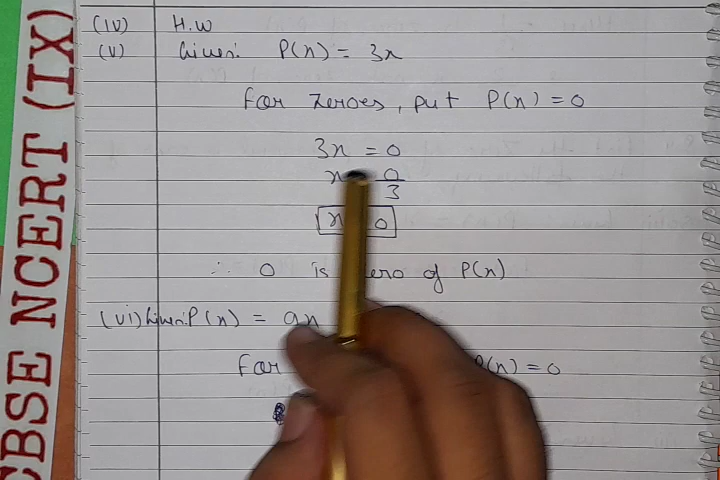 CBSE NCERT (IX)
(iv) H.W
(v) Given: P(x) = 3x
For Zeroes, put P(x) = 0
3x = 0
x 0/3
x 0
∴ 0 is zero of P(x)
(vi) Given: P(x) = ax
For P(x) = 0